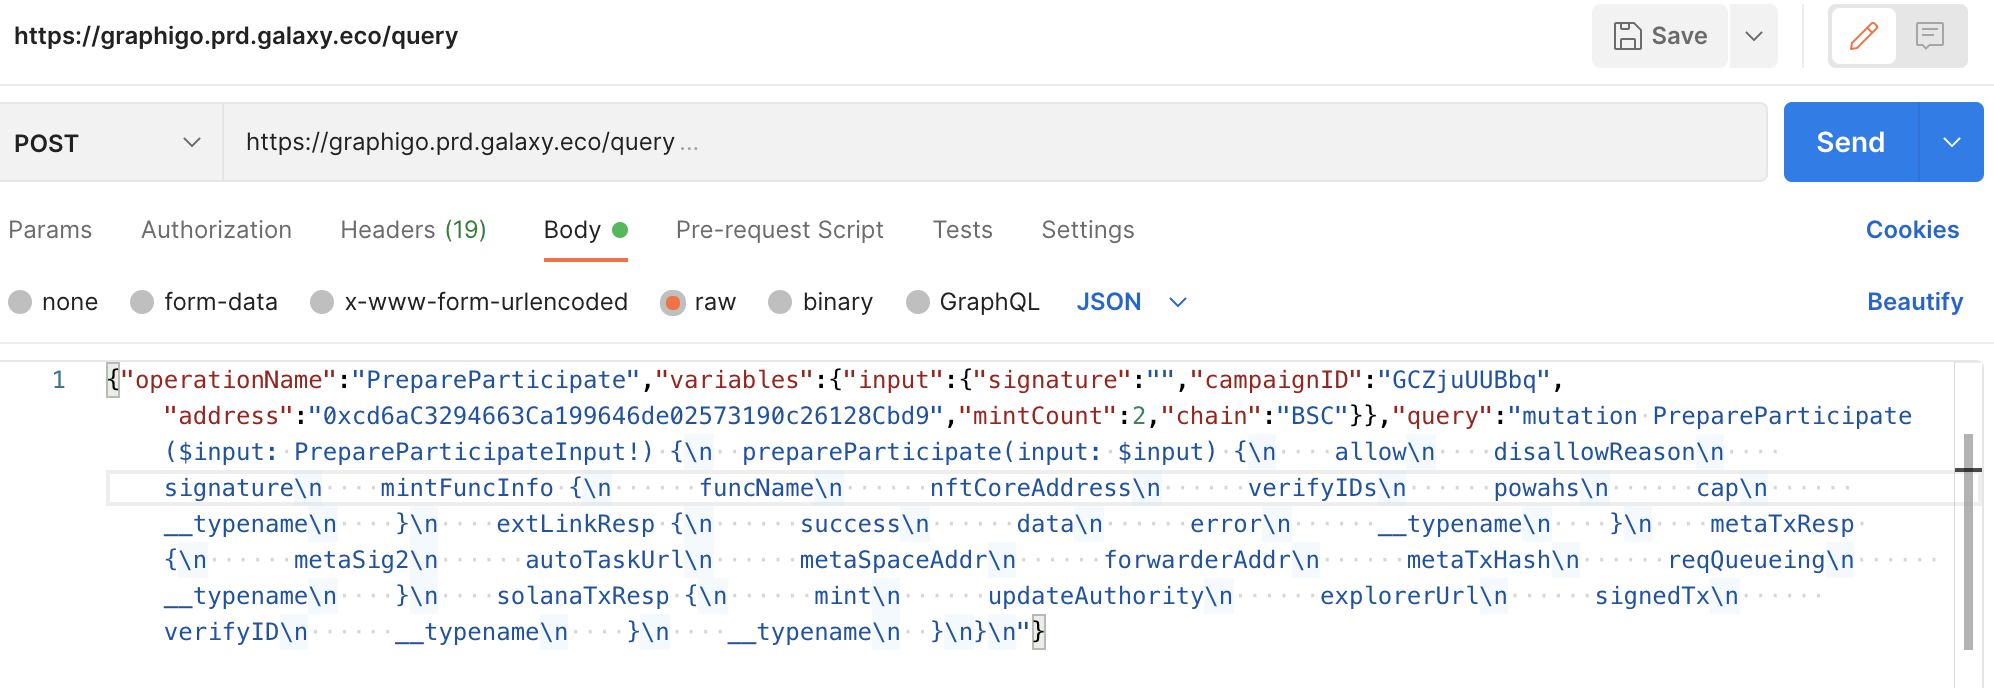 https://graphigo.prd.galaxy.eco/query
Save
POST
https://graphigo.prd.galaxy.eco/query ...
Send
Params Authorization Headers (19) Body Pre-request Script Tests Settings Cookies
none form-data x-www-form-urlencoded raw binary GraphQL JSON Beautify
1 {"operationName":"PrepareParticipate","variables":{"input":{"signature":"","campaignID":"GCZjuUUBbq",
"address":"0xcd6aC3294663Ca199646de02573190c26128Cbd9","mintCount":2,"chain":"BSC"}},"query":"mutation PrepareParticipate
($input: PrepareParticipateInput!) {\n  prepareParticipate(input: $input) {\n    allow\n    disallowReason\n    
signature\n    mintFuncInfo {\n      funcName\n      nftCoreAddress\n      verifyIDs\n      powahs\n      cap\n      
__typename\n    }\n    extLinkResp {\n      success\n      data\n      error\n      __typename\n    }\n    metaTxResp 
{\n      metaSig2\n      autoTaskUrl\n      metaSpaceAddr\n      forwarderAddr\n      metaTxHash\n      reqQueueing\n      
__typename\n    }\n    solanaTxResp {\n      mint\n      updateAuthority\n      explorerUrl\n      signedTx\n      
verifyID\n      __typename\n    }\n    __typename\n  }\n}\n"}